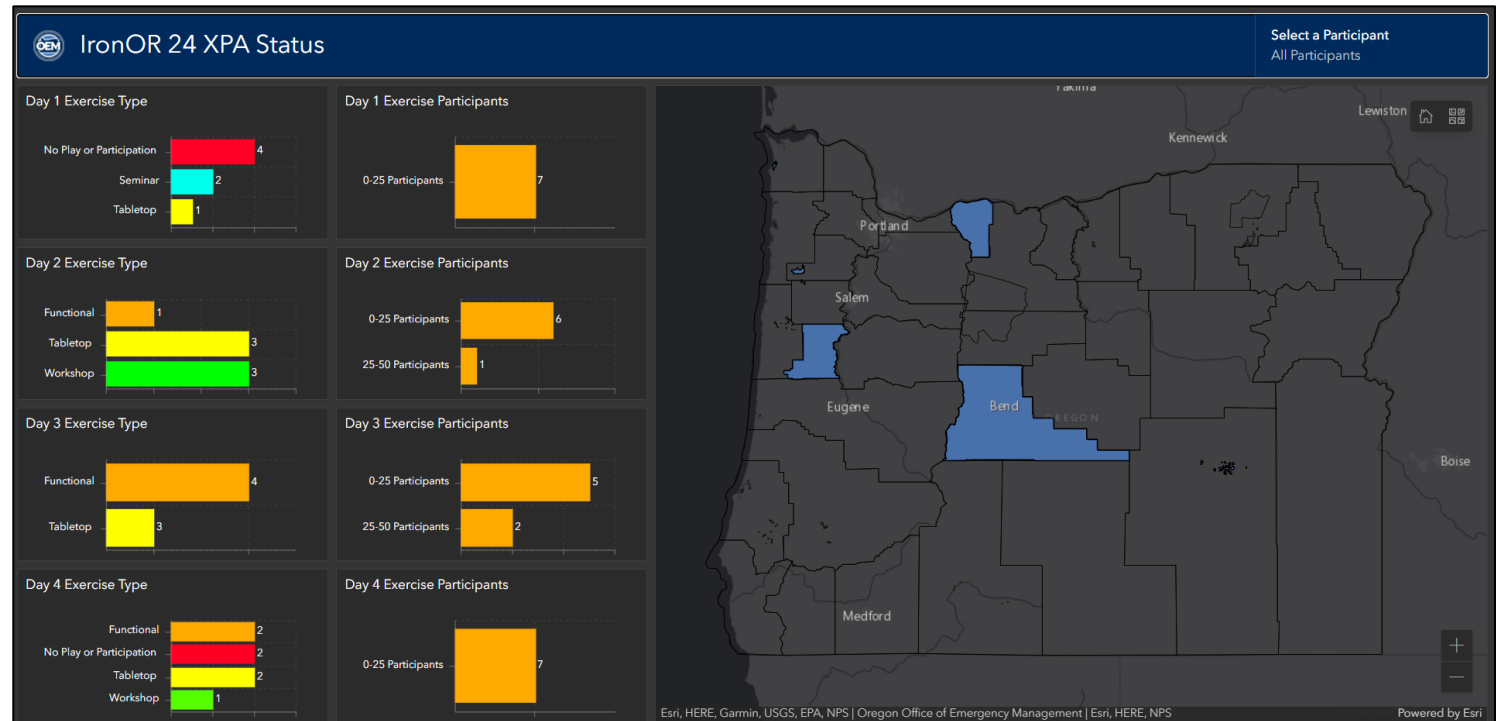 OEM
IronOR 24 XPA Status
Select a Participant
All Participants
Day 1 Exercise Type
No Play or Participation
4
Seminar
2
Tabletop
1
Day 1 Exercise Participants
0-25 Participants
7
Day 2 Exercise Type
Functional
1
Tabletop
3
Workshop
3
Day 2 Exercise Participants
0-25 Participants
6
25-50 Participants
1
Day 3 Exercise Type
Functional
4
Tabletop
3
Day 3 Exercise Participants
0-25 Participants
5
25-50 Participants
2
Day 4 Exercise Type
Functional
2
No Play or Participation
2
Tabletop
2
Workshop
1
Day 4 Exercise Participants
0-25 Participants
7
Yakima
Lewiston
Kennewick
Portland
Salem
Eugene
Bend
OREGON
Boise
Medford
+
−
Esri, HERE, Garmin, USGS, EPA, NPS | Oregon Office of Emergency Management | Esri, HERE, NPS
Powered by Esri